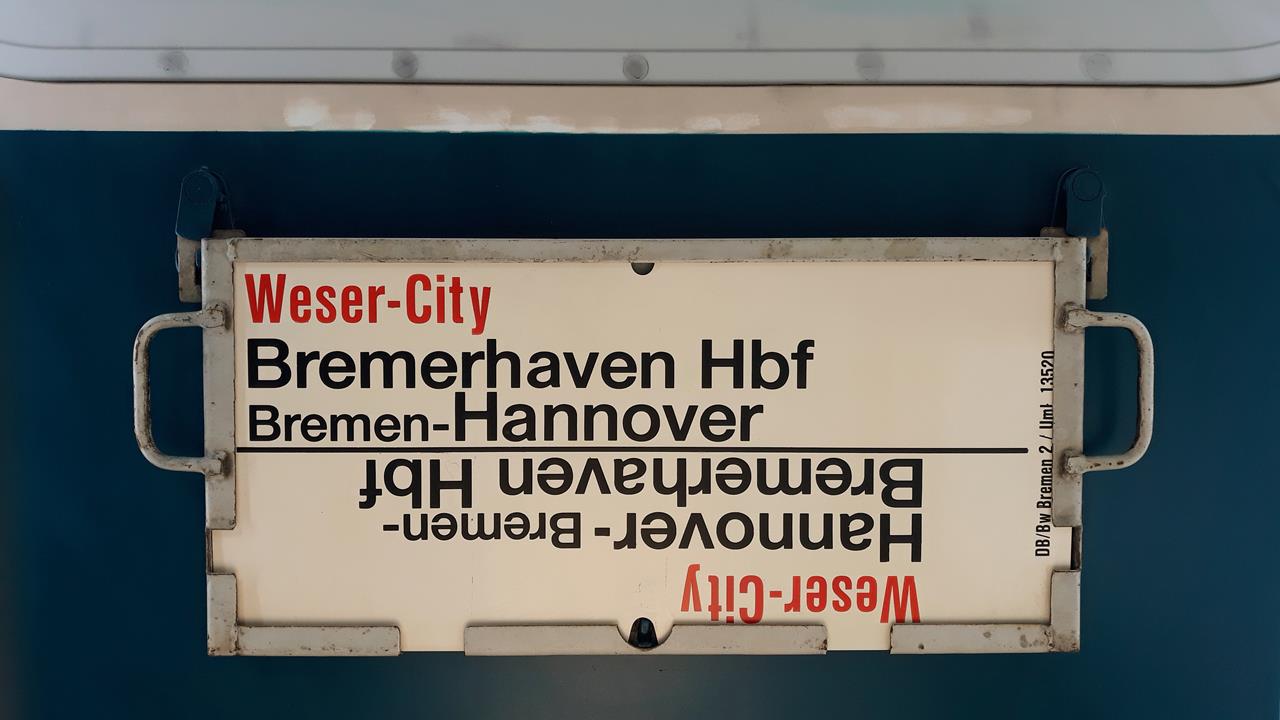 Weser-City
Bremerhaven Hbf
Bremen-Hannover
Weser-City
Hannover-Bremen-
Bremerhaven Hbf
DB/Bw Bremen 2 / Uml 13520